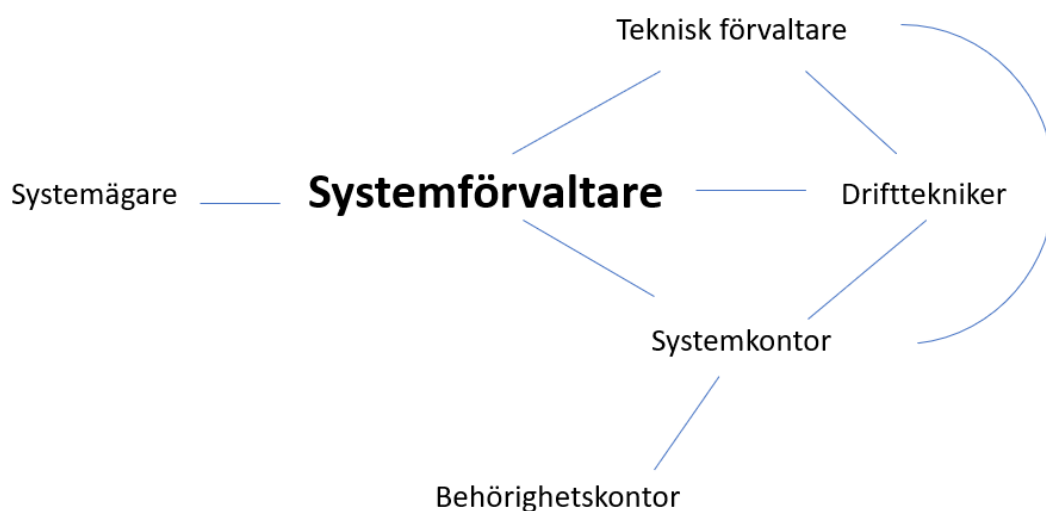 Teknisk förvaltare
Systemägare
Systemförvaltare
Drifttekniker
Systemkontor
Behörighetskontor